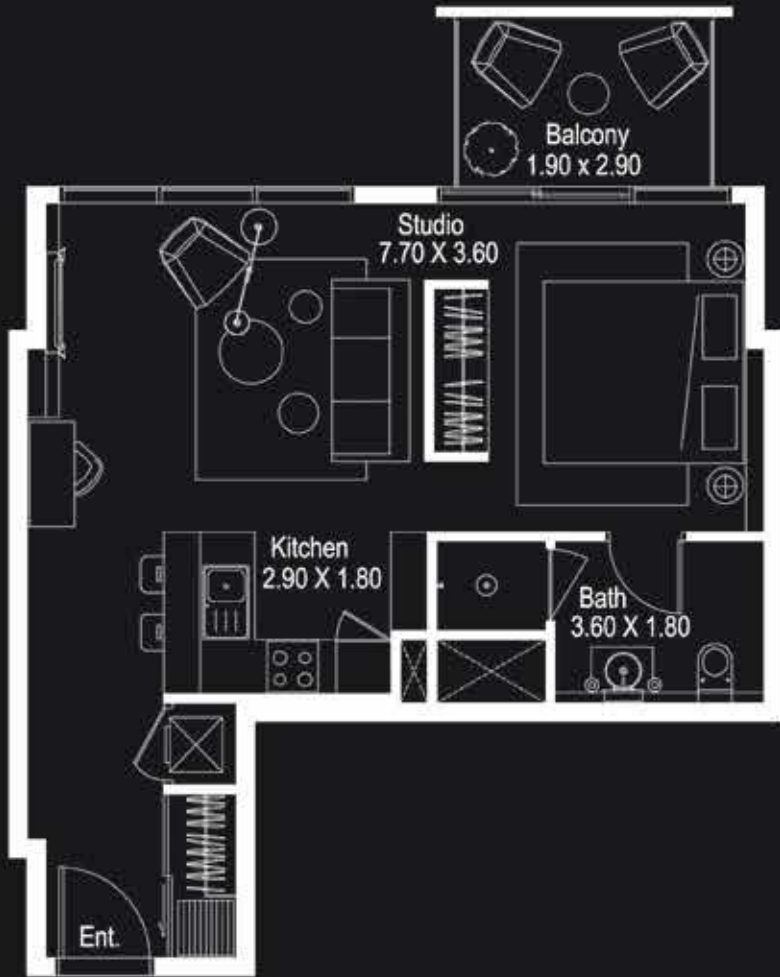 Balcony
1.90 x 2.90
Studio
7.70 X 3.60
Kitchen
2.90 X 1.80
Bath
3.60 X 1.80
Ent.